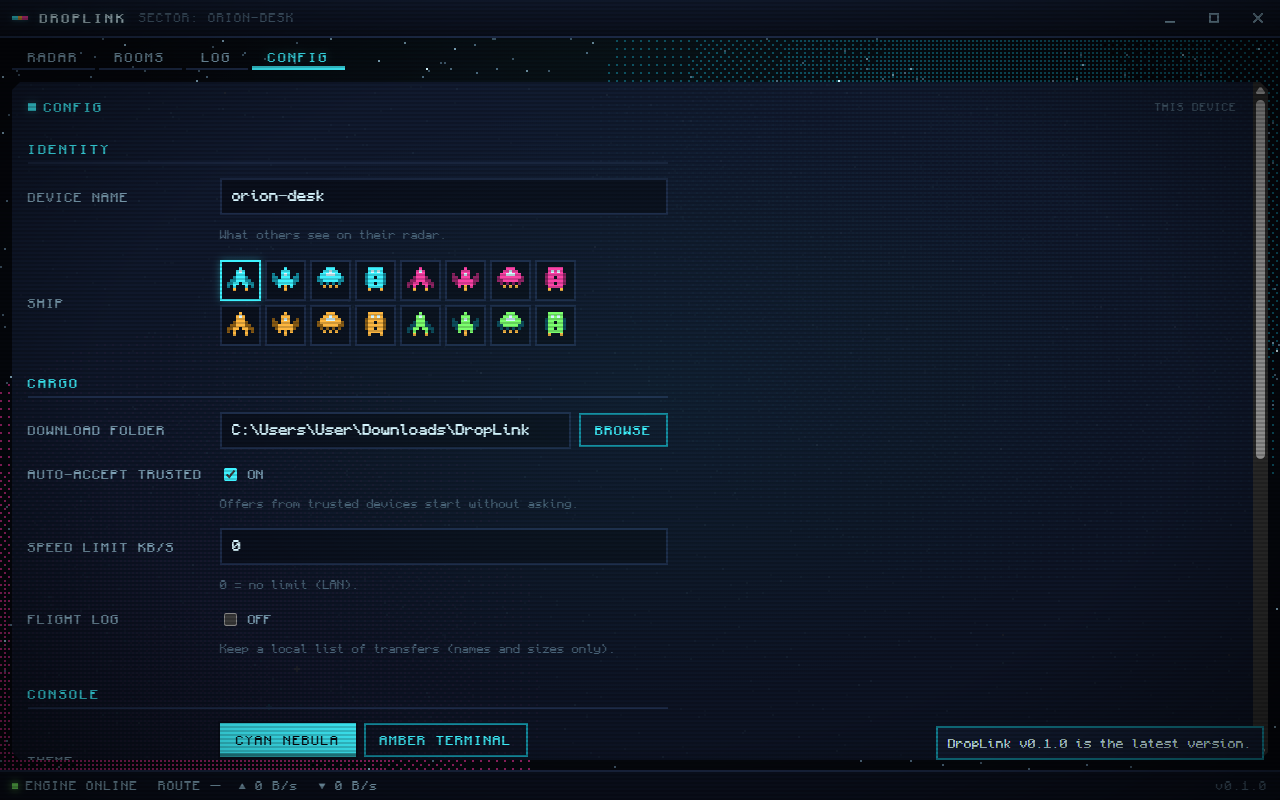 DROPLINK SECTOR: ORION-DESK
RADAR ROOMS LOG CONFIG
CONFIG THIS DEVICE
IDENTITY
DEVICE NAME orion-desk
What others see on their radar.
SHIP
CARGO
DOWNLOAD FOLDER C:\Users\User\Downloads\DropLink BROWSE
AUTO-ACCEPT TRUSTED ON
Offers from trusted devices start without asking.
SPEED LIMIT KB/S 0
0 = no limit (LAN).
FLIGHT LOG OFF
Keep a local list of transfers (names and sizes only).
CONSOLE
THEME CYAN NEBULA AMBER TERMINAL
DropLink v0.1.0 is the latest version.
ENGINE ONLINE ROUTE — ▲ 0 B/s ▼ 0 B/s v0.1.0